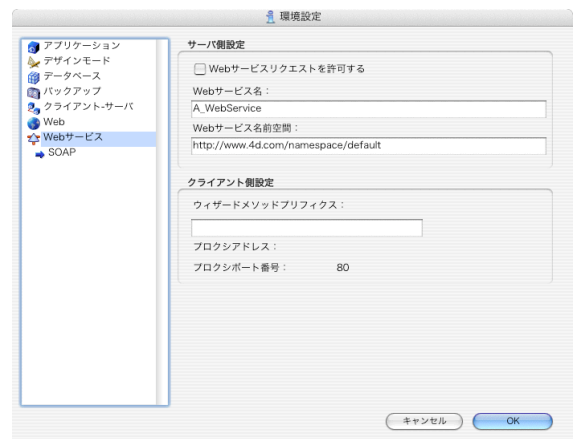 環境設定
アプリケーション
デザインモード
データベース
バックアップ
クライアント-サーバ
Web
Webサービス
SOAP
サーバ側設定
Webサービスリクエストを許可する
Webサービス名：
A_WebService
Webサービス名前空間：
http://www.4d.com/namespace/default
クライアント側設定
ウィザードメソッドプリフィクス：
プロクシアドレス：
プロクシポート番号： 80
キャンセル
OK